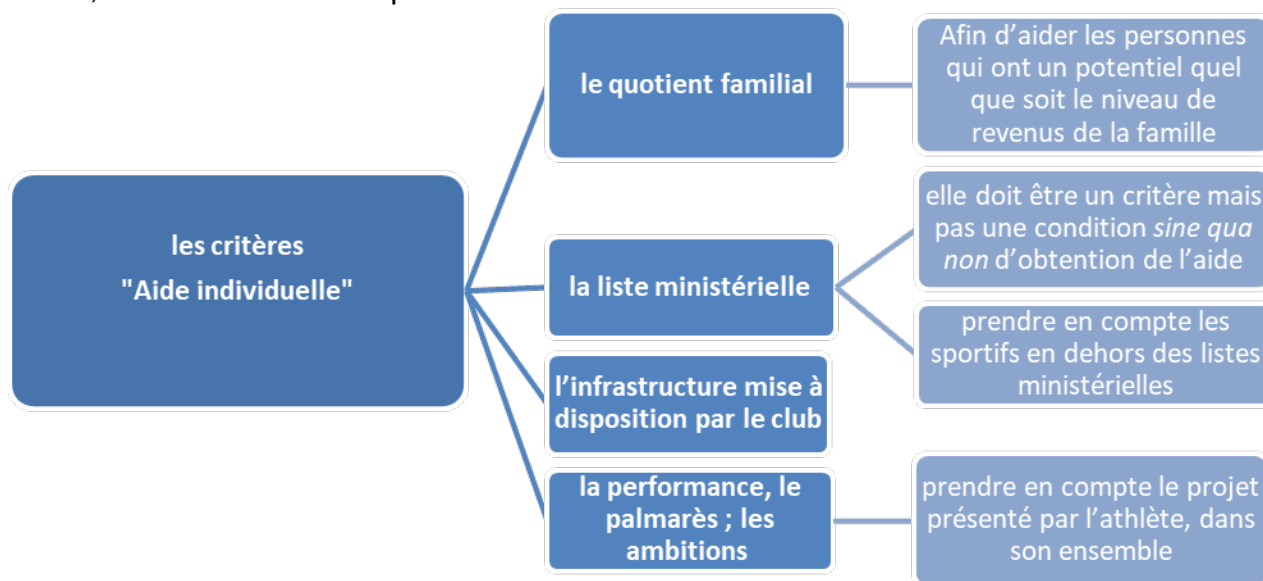 les critères
"Aide individuelle"
le quotient familial
Afin d’aider les personnes
qui ont un potentiel quel
que soit le niveau de
revenus de la famille
la liste ministérielle
elle doit être un critère mais
pas une condition sine qua
non d’obtention de l’aide
prendre en compte les
sportifs en dehors des listes
ministérielles
l’infrastructure mise à
disposition par le club
la performance, le
palmarès ; les
ambitions
prendre en compte le projet
présenté par l’athlète, dans
son ensemble